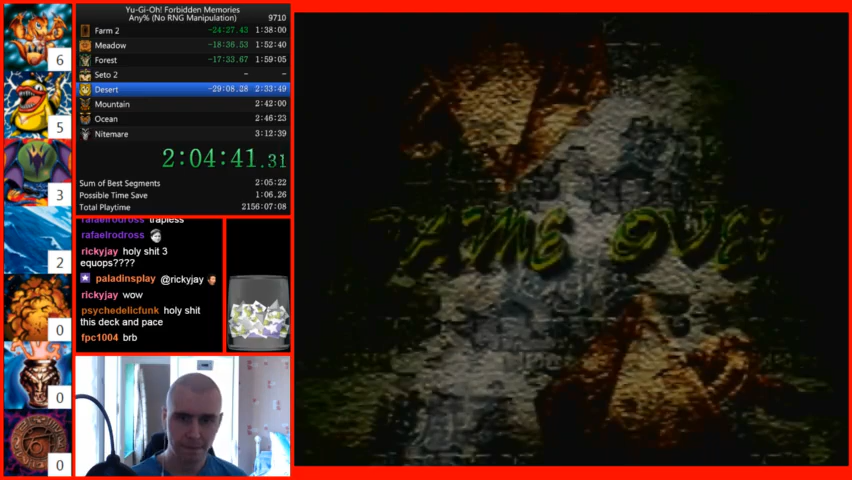 Yu-Gi-Oh! Forbidden Memories
Any% (No RNG Manipulation) 9710
Farm 2 -24:27.43 1:38:00
Meadow -18:36.53 1:52:40
Forest -17:33.67 1:59:05
Seto 2 - -
Desert -29:08.28 2:33:49
Mountain 2:42:00
Ocean 2:46:23
Nitemare 3:12:39
2:04:41.31
Sum of Best Segments 2:05:22
Possible Time Save 1:06.26
Total Playtime 2156:07:08
6
5
3
2
0
0
0
rafaelrodross trapless
rafaelrodross
rickyjay holy shit 3
equops????
paladinsplay @rickyjay
rickyjay wow
psychedelicfunk holy shit
this deck and pace
fpc1004 brb
GAME OVER